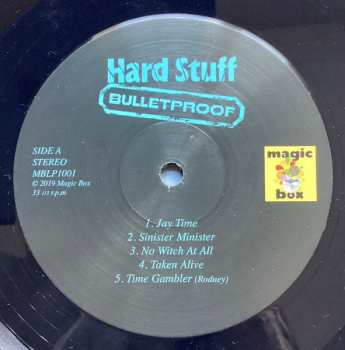 Hard Stuff
BULLETPROOF
SIDE A
STEREO
MBLP1001
© 2019 Magic Box
33 1/3 r.p.m
magic
box
1. Jay Time
2. Sinister Minister
3. No Witch At All
4. Taken Alive
5. Time Gambler (Rodney)